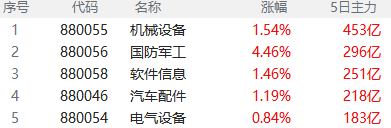 序号 代码 名称 涨幅 5日主力
1 880055 机械设备 1.54% 453亿
2 880056 国防军工 4.46% 296亿
3 880058 软件信息 1.46% 251亿
4 880046 汽车配件 1.19% 218亿
5 880054 电气设备 0.84% 183亿